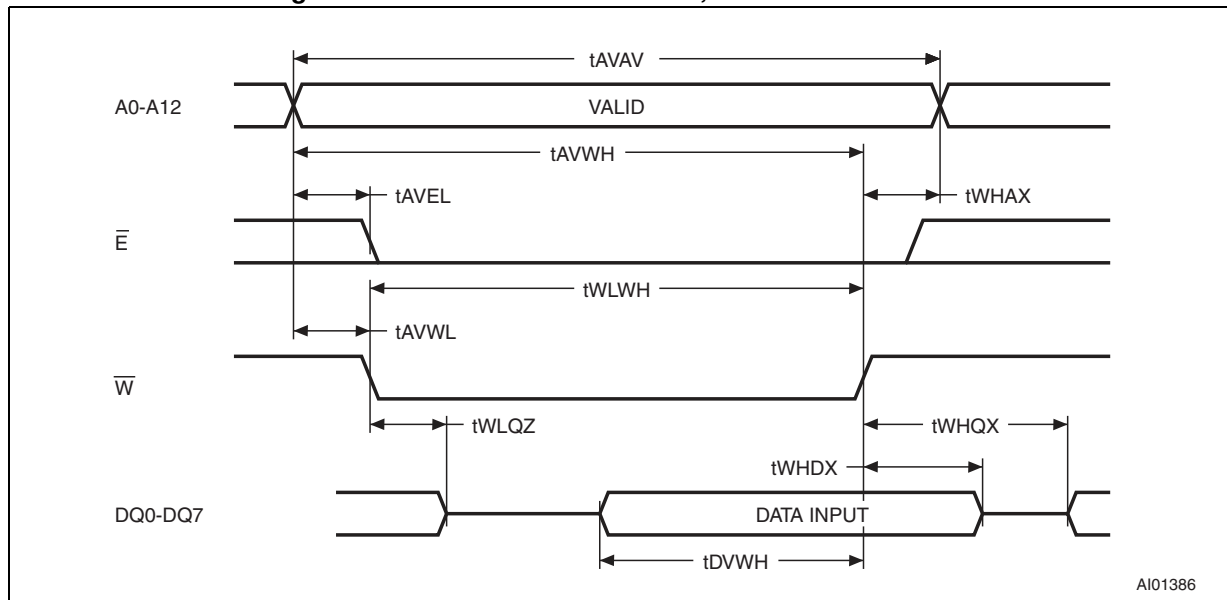 tAVAV
A0-A12
VALID
tAVWH
tAVEL
tWHAX
E
tWLWH
tAVWL
W
tWLQZ
tWHQX
tWHDX
DQ0-DQ7
DATA INPUT
tDVWH
AI01386